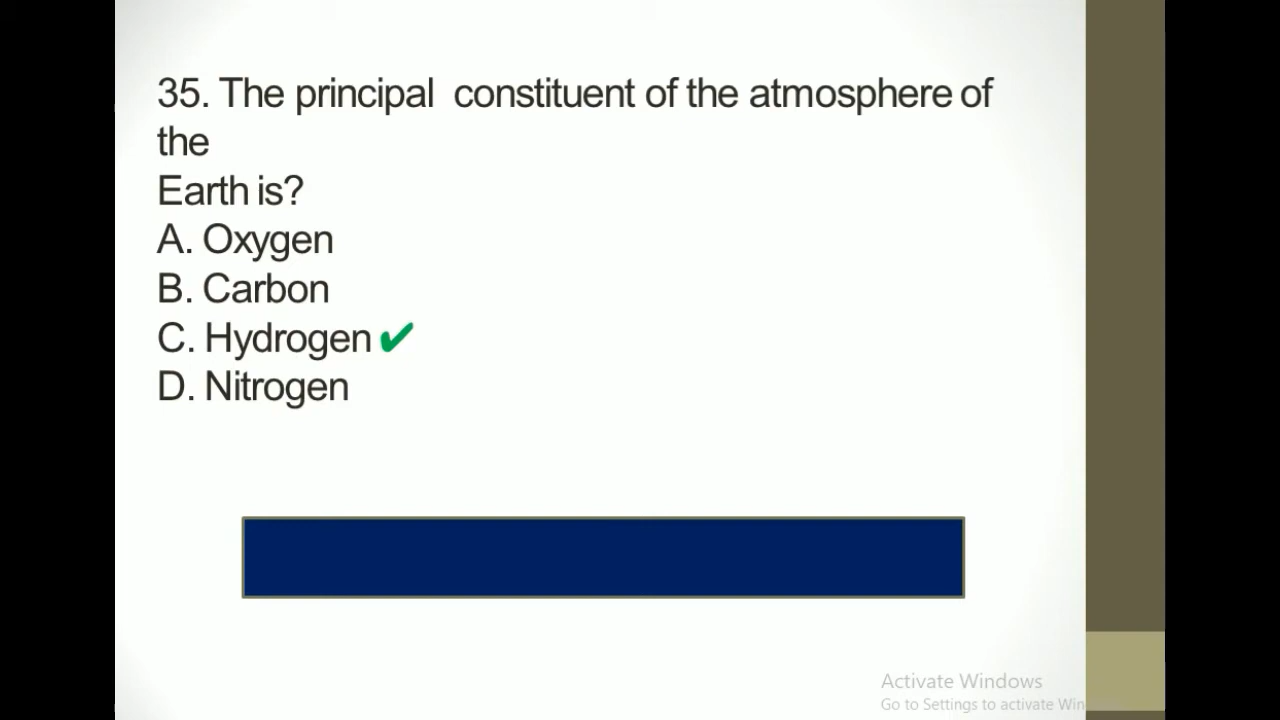 35. The principal constituent of the atmosphere of
the
Earth is?
A. Oxygen
B. Carbon
C. Hydrogen ✔
D. Nitrogen
Activate Windows
Go to Settings to activate Win